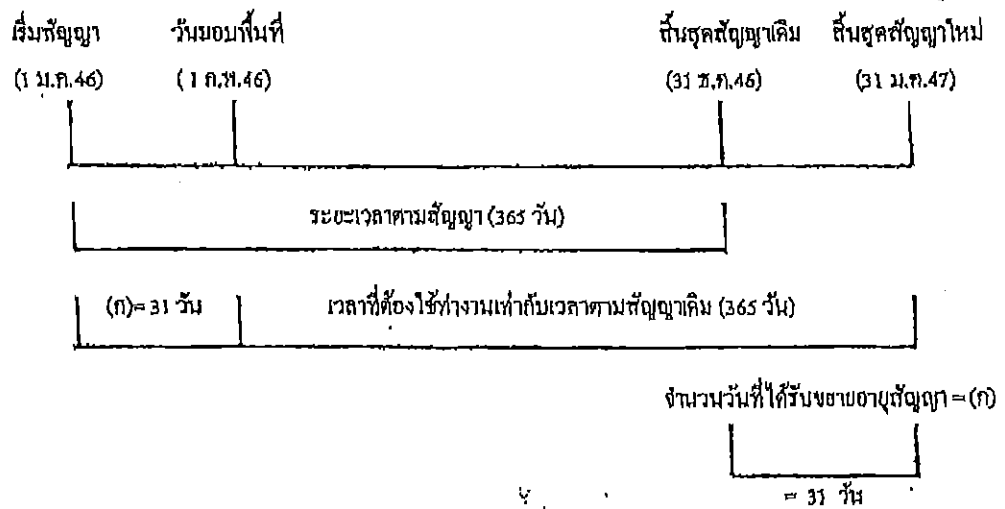 เริ่มสัญญา วันมอบพื้นที่ สิ้นสุดสัญญาเดิม สิ้นสุดสัญญาใหม่
(1 ม.ค.46) (1 ก.พ.46) (31 ธ.ค.46) (31 ม.ค.47)
ระยะเวลาตามสัญญา (365 วัน)
(ก)= 31 วัน เวลาที่ต้องใช้ทำงานเท่ากับเวลาตามสัญญาเดิม (365 วัน)
จำนวนวันที่ได้รับขยายอายุสัญญา = (ก)
= 31 วัน